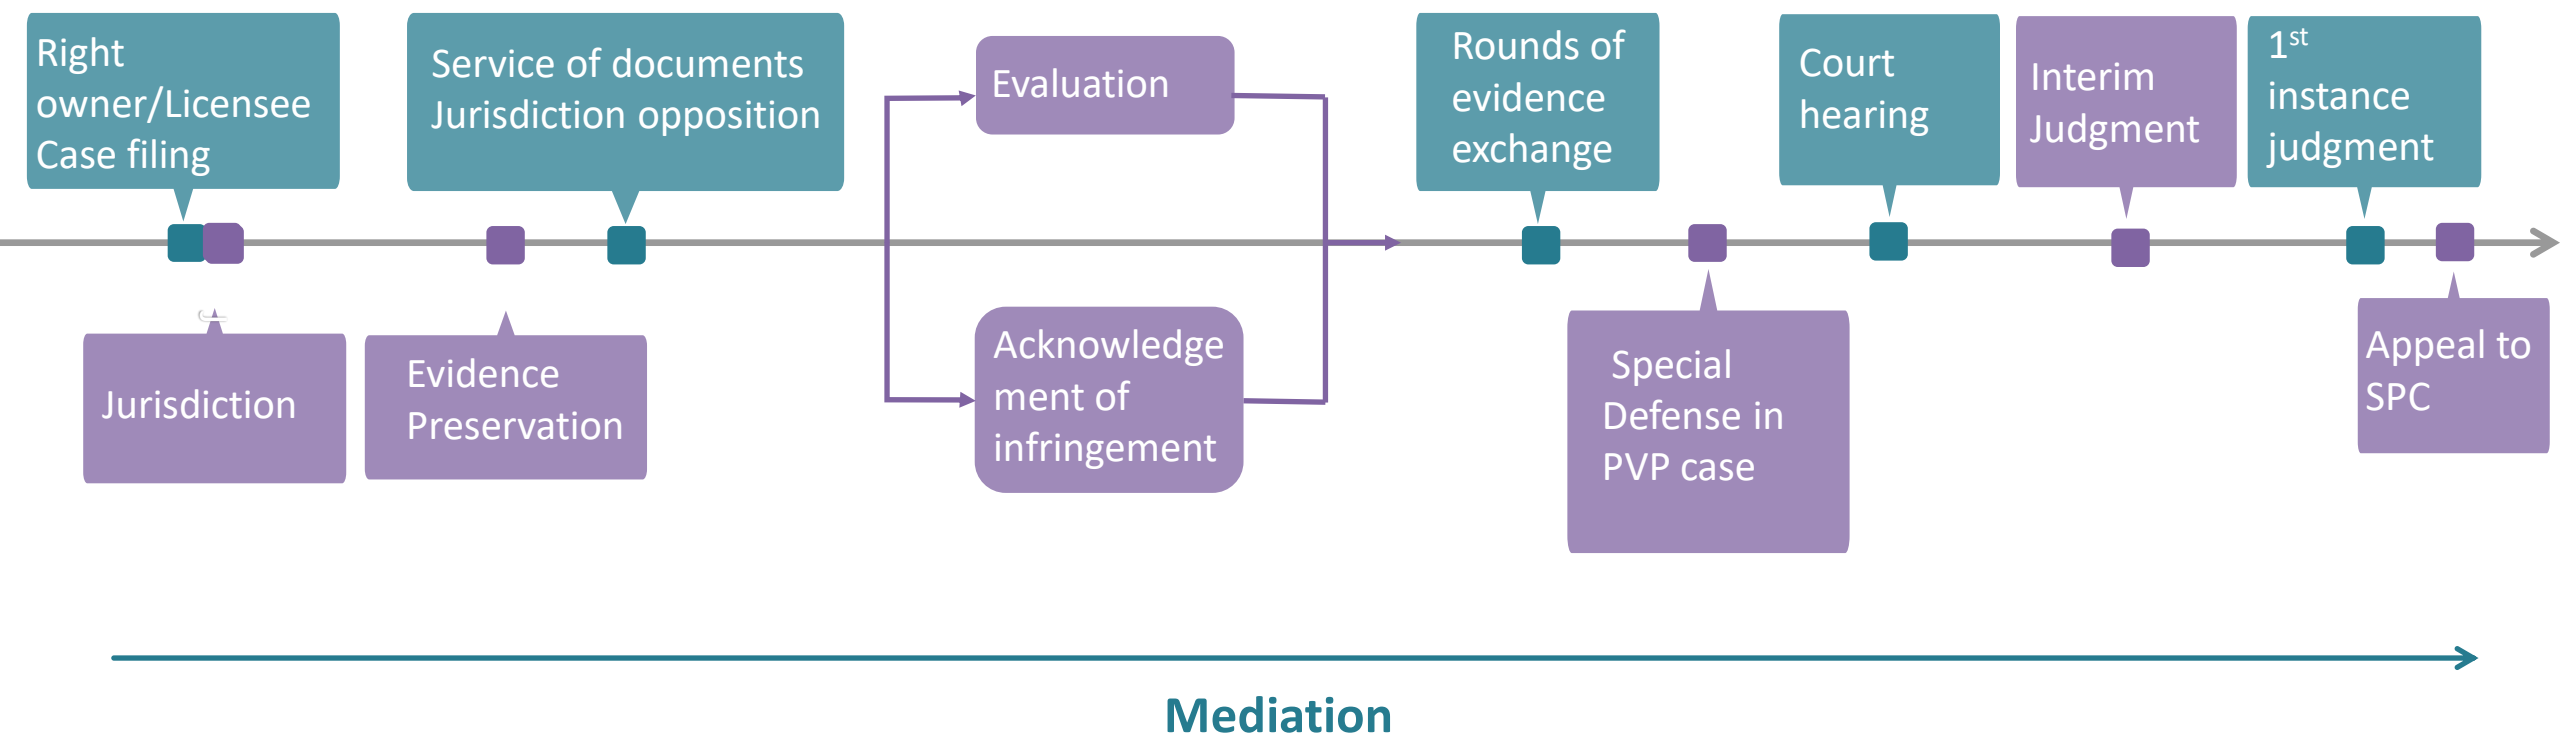 Right
owner/Licensee
Case filing
Service of documents
Jurisdiction opposition
Evaluation
Rounds of
evidence
exchange
Court
hearing
Interim
Judgment
1st
instance
judgment
Jurisdiction
Evidence
Preservation
Acknowledge
ment of
infringement
Special
Defense in
PVP case
Appeal to
SPC
Mediation